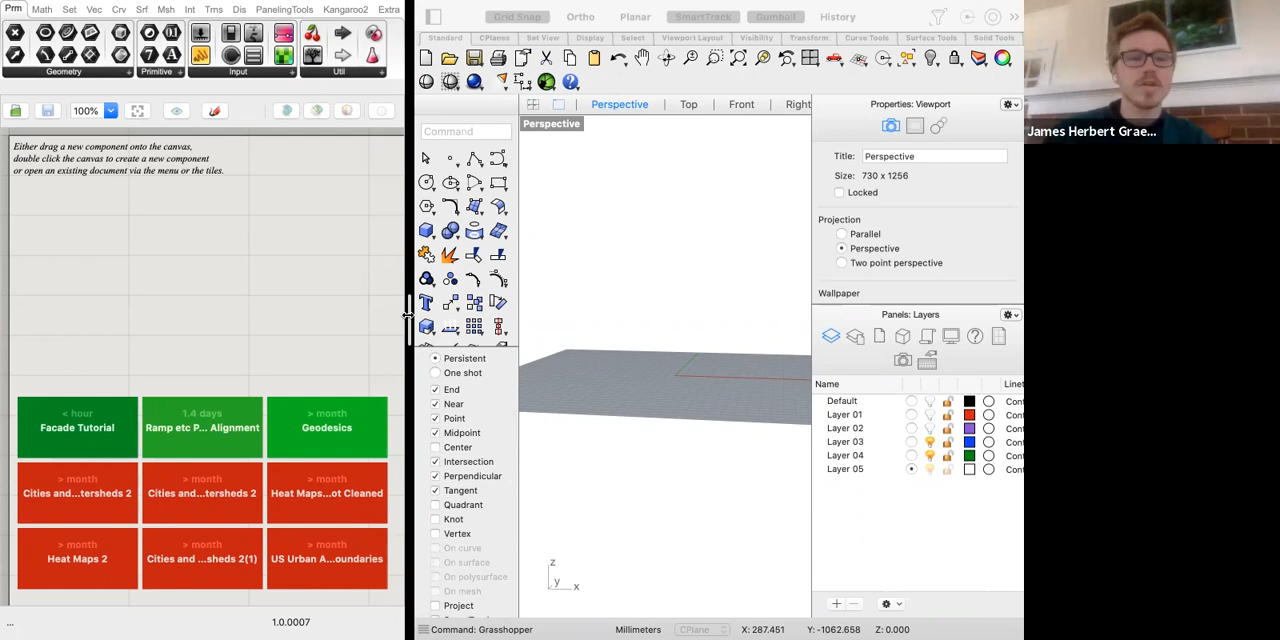 Prm Math Set Vec Crv Srf Msh Int Trns Dis PanelingTools Kangaroo2 Extra
Geometry Primitive Input Util
100%
Either drag a new component onto the canvas,
double click the canvas to create a new component
or open an existing document via the menu or the tiles.
< hour
Facade Tutorial
1.4 days
Ramp etc P... Alignment
> month
Geodesics
> month
Cities and...tersheds 2
> month
Cities and...tersheds 2
> month
Heat Maps...ot Cleaned
> month
Heat Maps 2
> month
Cities and ...sheds 2(1)
> month
US Urban A...oundaries
...
1.0.0007
Grid Snap Ortho Planar SmartTrack Gumball History
Standard CPlanes Set View Display Select Viewport Layout Visibility Transform Curve Tools Surface Tools Solid Tools
Perspective Top Front Right
Perspective
Command
Persistent
One shot
End
Near
Point
Midpoint
Center
Intersection
Perpendicular
Tangent
Quadrant
Knot
Vertex
On curve
On surface
On polysurface
On mesh
Project
z
y x
Properties: Viewport
Title: Perspective
Size: 730 x 1256
Locked
Projection
Parallel
Perspective
Two point perspective
Wallpaper
Panels: Layers
Name Linet
Default Cont
Layer 01 Cont
Layer 02 Cont
Layer 03 Cont
Layer 04 Cont
Layer 05 Cont
Command: Grasshopper Millimeters CPlane X: 287.451 Y: -1062.658 Z: 0.000
James Herbert Grae...